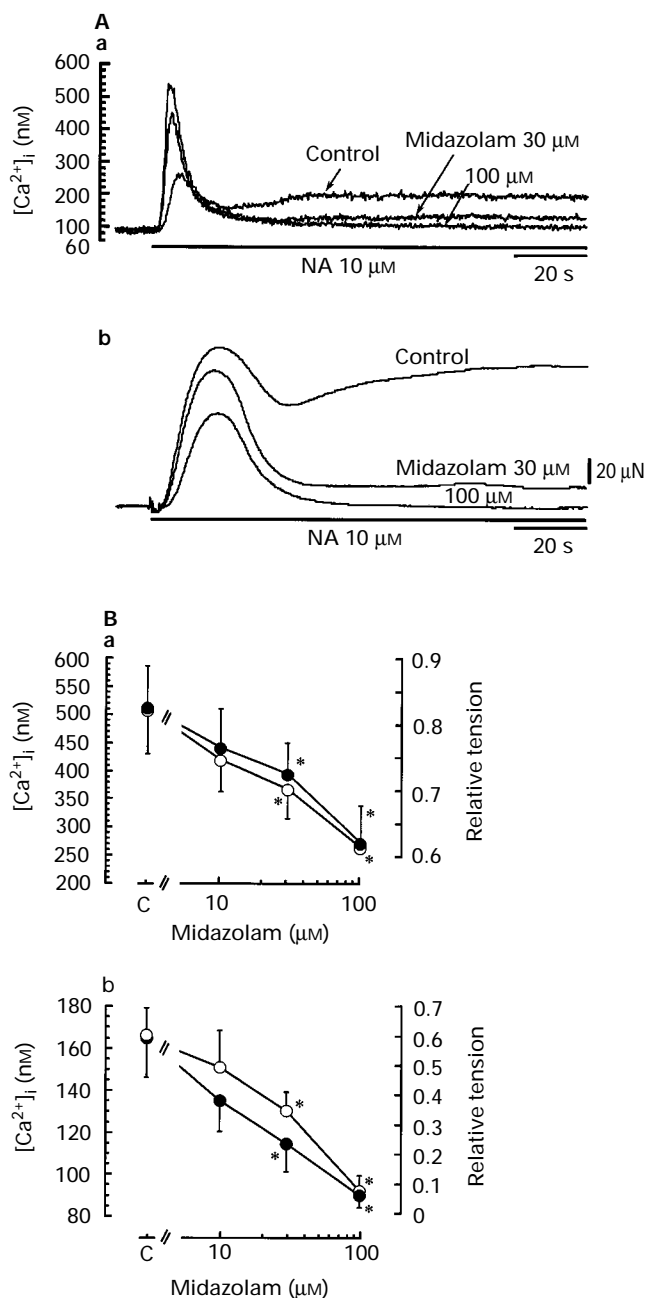 A
a
600
500
400
300
200
100
60
[Ca²⁺]ᵢ (nM)
Control
Midazolam 30 µM
100 µM
NA 10 µM
20 s
b
Control
Midazolam 30 µM
100 µM
20 µN
NA 10 µM
20 s
B
a
600
550
500
450
400
350
300
250
200
[Ca²⁺]ᵢ (nM)
0.9
0.8
0.7
0.6
Relative tension
* * * *
C
10
100
Midazolam (µM)
b
180
160
140
120
100
80
[Ca²⁺]ᵢ (nM)
0.7
0.6
0.5
0.4
0.3
0.2
0.1
0
Relative tension
* * * *
C
10
100
Midazolam (µM)